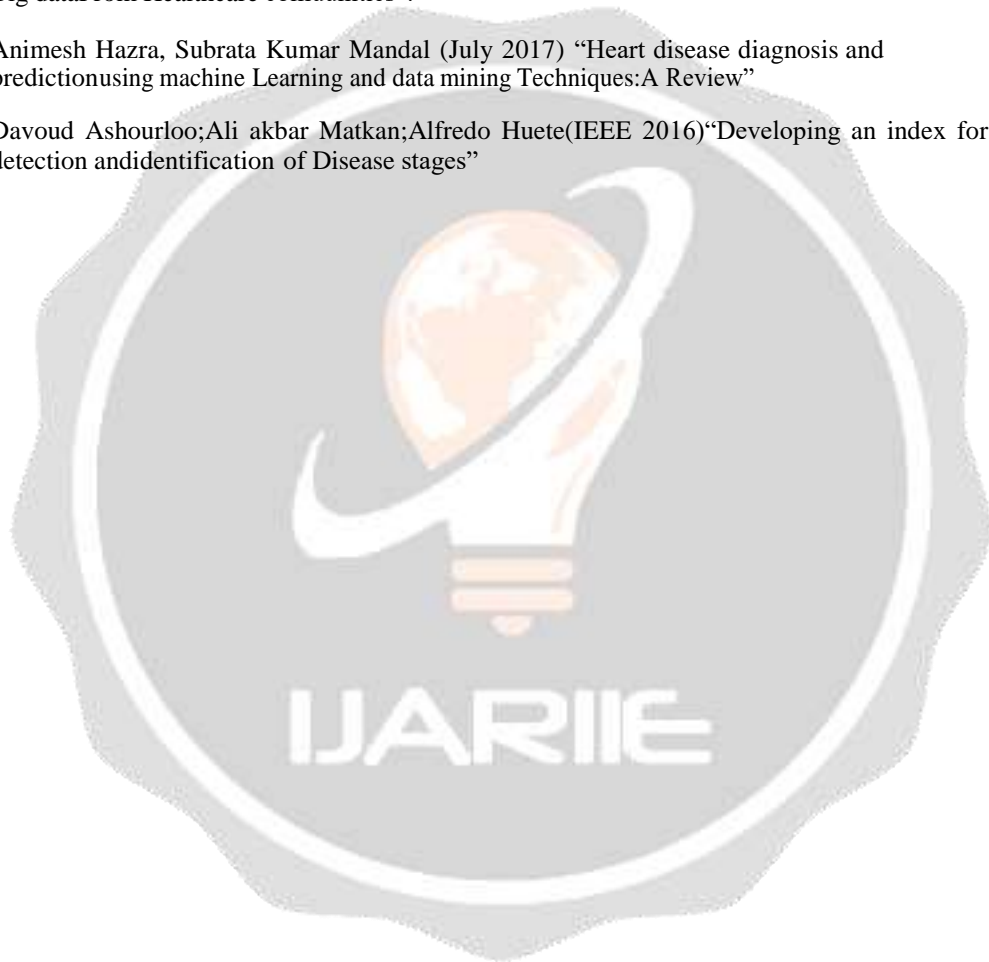 Animesh Hazra, Subrata Kumar Mandal (July 2017) “Heart disease diagnosis and
predictionusing machine Learning and data mining Techniques:A Review”
Davoud Ashourloo;Ali akbar Matkan;Alfredo Huete(IEEE 2016)“Developing an index for
detection andidentification of Disease stages”
IJARIIE